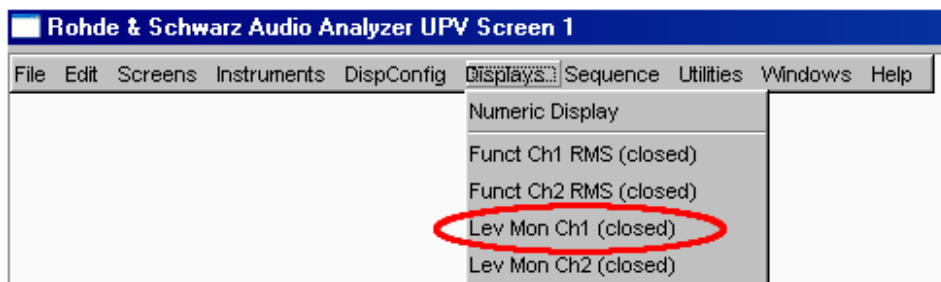 Rohde & Schwarz Audio Analyzer UPV Screen 1
File Edit Screens Instruments DispConfig Displays... Sequence Utilities Windows Help
Numeric Display
Funct Ch1 RMS (closed)
Funct Ch2 RMS (closed)
Lev Mon Ch1 (closed)
Lev Mon Ch2 (closed)